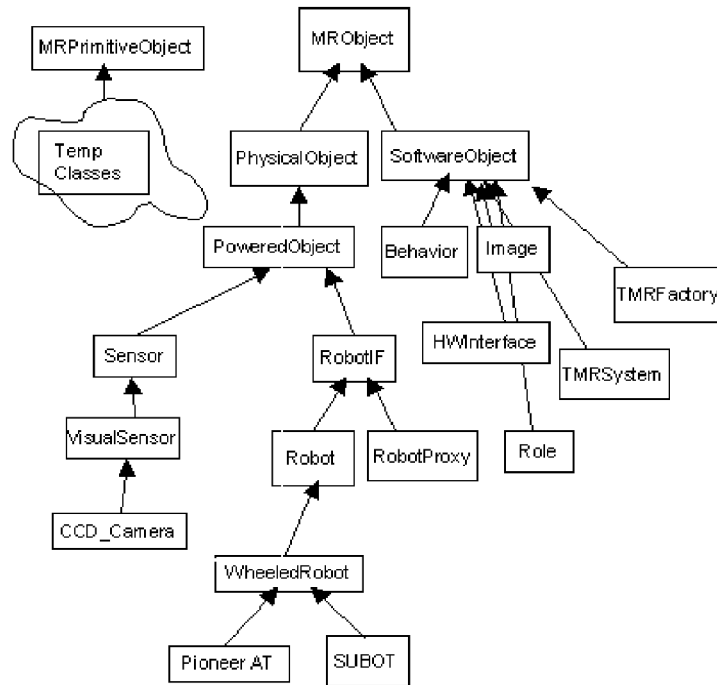 MRPrimitiveObject
MRObject
Temp
Classes
PhysicalObject
SoftwareObject
PoweredObject
Behavior
Image
TMRFactory
Sensor
RobotIF
HWInterface
TMRSystem
VisualSensor
Robot
RobotProxy
Role
CCD_Camera
WheeledRobot
Pioneer AT
SUBOT